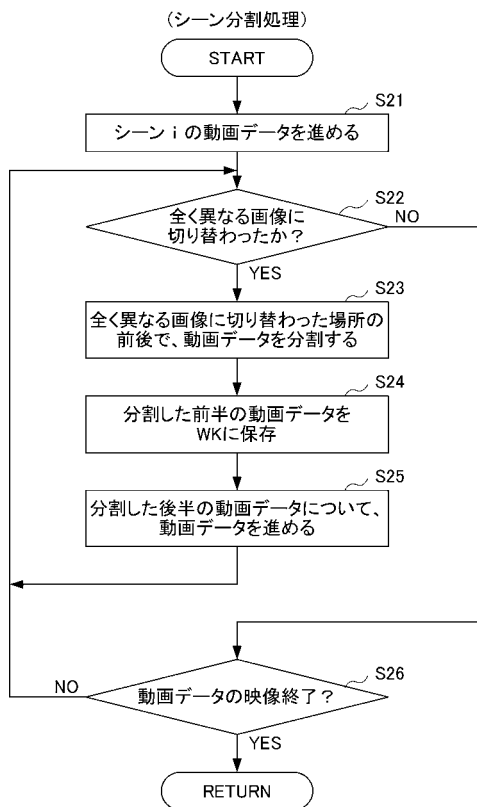 (シーン分割処理)
START
S21
シーン i の動画データを進める
S22
全く異なる画像に
切り替わったか？
NO
YES
S23
全く異なる画像に切り替わった場所の
前後で、動画データを分割する
S24
分割した前半の動画データを
WKに保存
S25
分割した後半の動画データについて、
動画データを進める
S26
NO
動画データの映像終了？
YES
RETURN